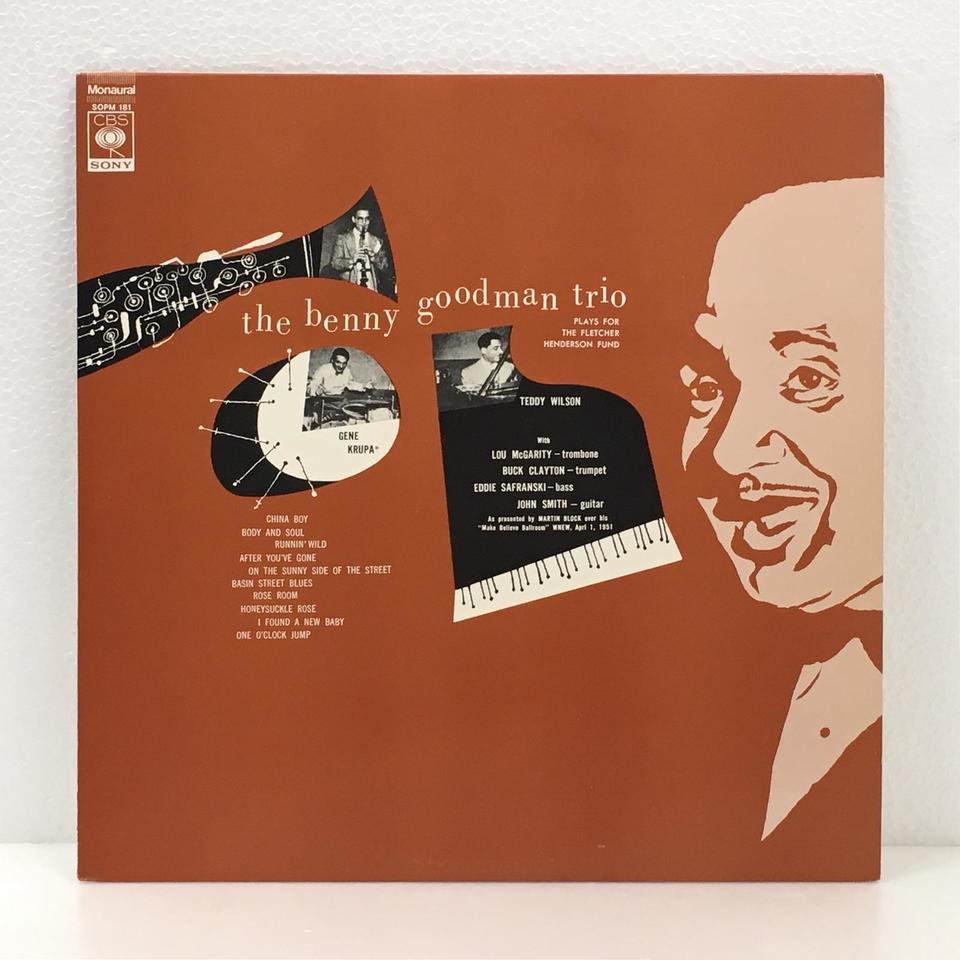 Monaural
SOPM 181
CBS
SONY
the benny goodman trio
PLAYS FOR
THE FLETCHER
HENDERSON FUND
GENE
KRUPA*
TEDDY WILSON
With
LOU McGARITY – trombone
BUCK CLAYTON – trumpet
EDDIE SAFRANSKI – bass
JOHN SMITH – guitar
As presented by MARTIN BLOCK over his
"Make Believe Ballroom" WNEW, Aprl 1, 1951
CHINA BOY
BODY AND SOUL
RUNNIN' WILD
AFTER YOU'VE GONE
ON THE SUNNY SIDE OF THE STREET
BASIN STREET BLUES
ROSE ROOM
HONEYSUCKLE ROSE
I FOUND A NEW BABY
ONE O'CLOCK JUMP